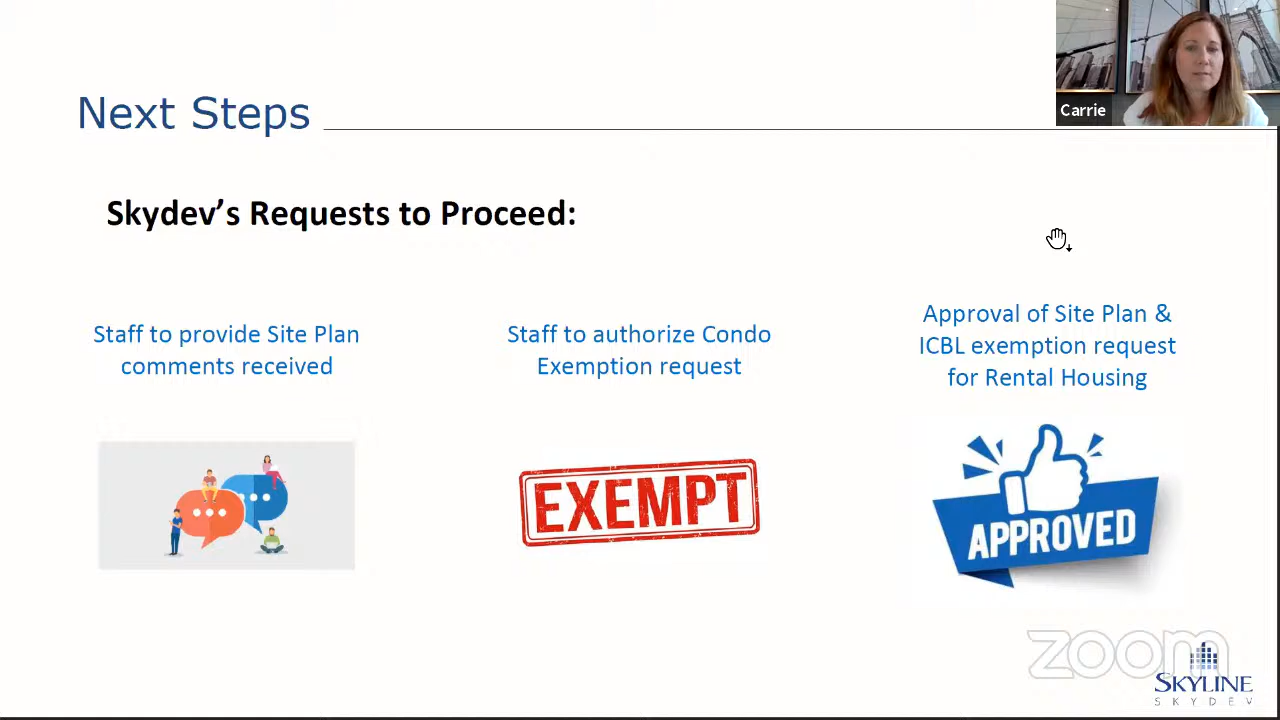 Carrie
Next Steps
Skydev's Requests to Proceed:
Staff to provide Site Plan
comments received
Staff to authorize Condo
Exemption request
Approval of Site Plan &
ICBL exemption request
for Rental Housing
EXEMPT
APPROVED
zoom
SKYLINE
SKYDEV